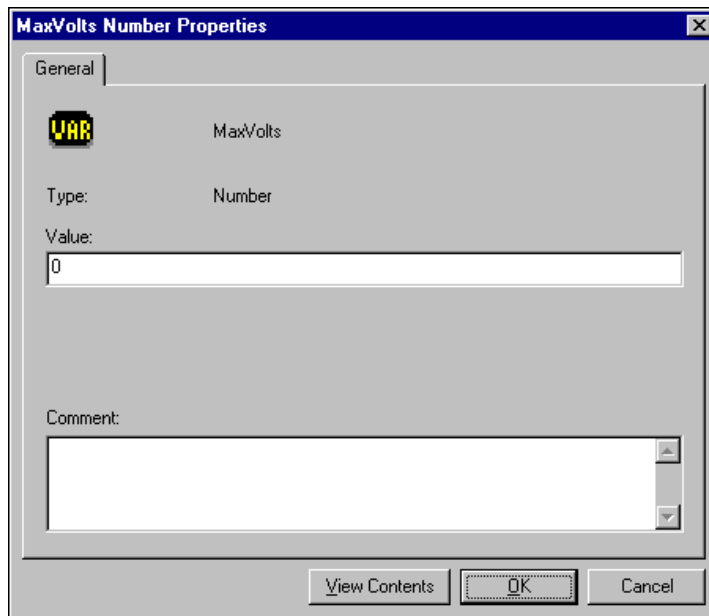 MaxVolts Number Properties
General
VAR MaxVolts
Type: Number
Value:
0
Comment:
View Contents OK Cancel